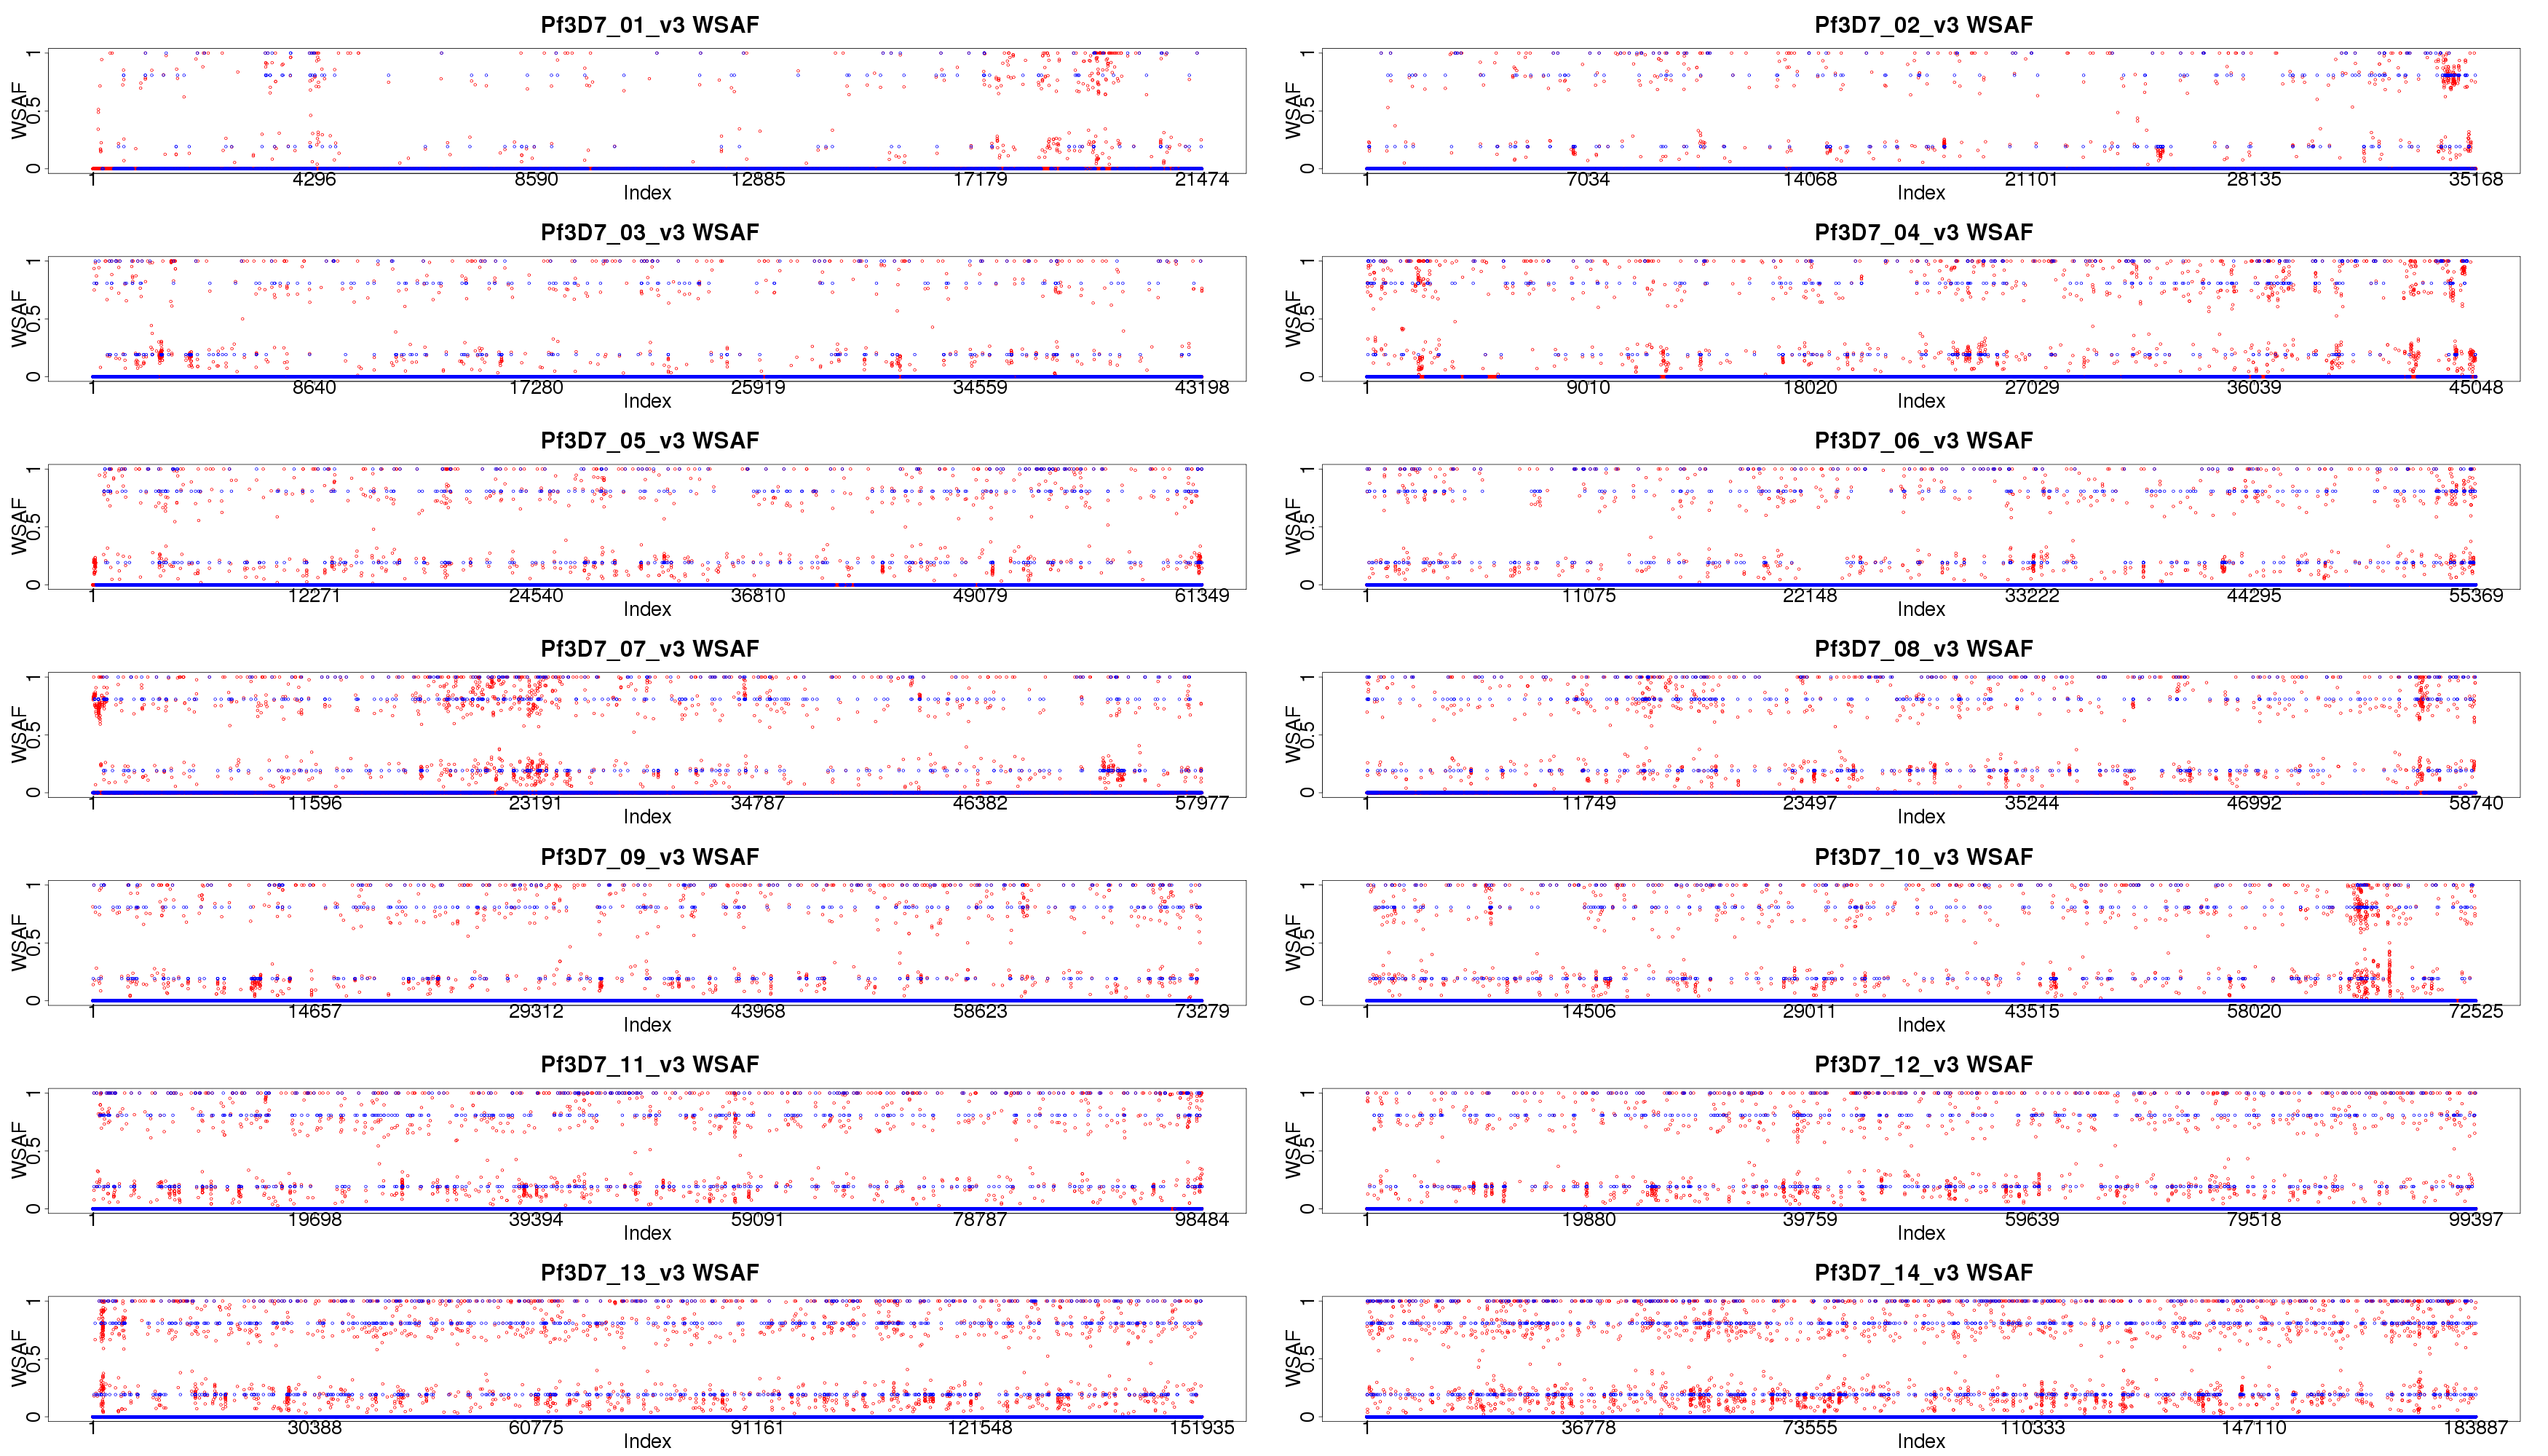 Pf3D7_01_v3 WSAF
WSAF
0 0.5 1
1 4296 8590 12885 17179 21474
Index
Pf3D7_02_v3 WSAF
WSAF
0 0.5 1
1 7034 14068 21101 28135 35168
Index
Pf3D7_03_v3 WSAF
WSAF
0 0.5 1
1 8640 17280 25919 34559 43198
Index
Pf3D7_04_v3 WSAF
WSAF
0 0.5 1
1 9010 18020 27029 36039 45048
Index
Pf3D7_05_v3 WSAF
WSAF
0 0.5 1
1 12271 24540 36810 49079 61349
Index
Pf3D7_06_v3 WSAF
WSAF
0 0.5 1
1 11075 22148 33222 44295 55369
Index
Pf3D7_07_v3 WSAF
WSAF
0 0.5 1
1 11596 23191 34787 46382 57977
Index
Pf3D7_08_v3 WSAF
WSAF
0 0.5 1
1 11749 23497 35244 46992 58740
Index
Pf3D7_09_v3 WSAF
WSAF
0 0.5 1
1 14657 29312 43968 58623 73279
Index
Pf3D7_10_v3 WSAF
WSAF
0 0.5 1
1 14506 29011 43515 58020 72525
Index
Pf3D7_11_v3 WSAF
WSAF
0 0.5 1
1 19698 39394 59091 78787 98484
Index
Pf3D7_12_v3 WSAF
WSAF
0 0.5 1
1 19880 39759 59639 79518 99397
Index
Pf3D7_13_v3 WSAF
WSAF
0 0.5 1
1 30388 60775 91161 121548 151935
Index
Pf3D7_14_v3 WSAF
WSAF
0 0.5 1
1 36778 73555 110333 147110 183887
Index